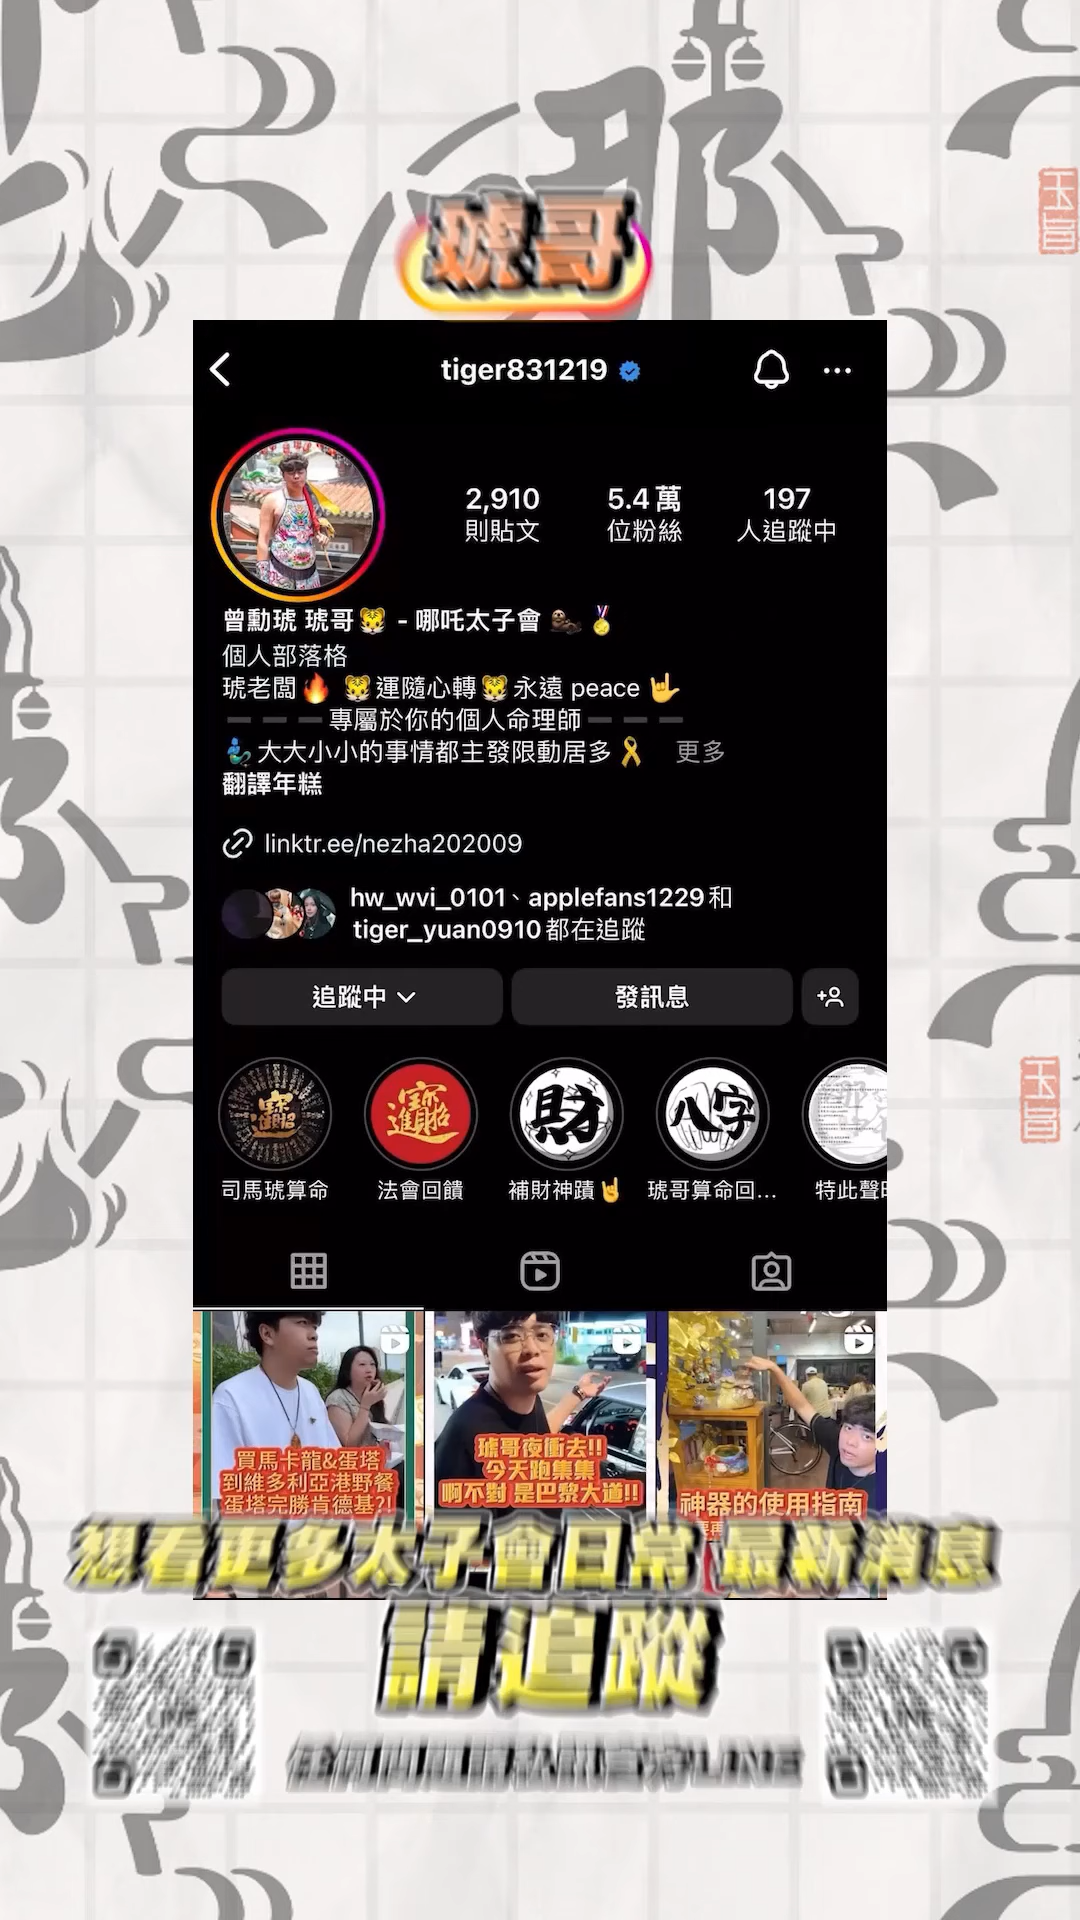 琥哥
tiger831219
2,910
則貼文
5.4 萬
位粉絲
197
人追蹤中
曾勳琥 琥哥🐯 - 哪吒太子會 🦦🏅
個人部落格
琥老闆🔥 🐯運隨心轉🐯永遠 peace 🤟
———專屬於你的個人命理師———
🧞‍♂️大大小小的事情都主發限動居多🎗️ 更多
翻譯年糕
linktr.ee/nezha202009
hw_wvi_0101、applefans1229和
tiger_yuan0910都在追蹤
追蹤中
發訊息
財
八字
司馬琥算命
法會回饋
補財神蹟🤘
琥哥算命回...
特此聲
買馬卡龍&蛋塔
到維多利亞港野餐
蛋塔完勝肯德基?!
琥哥夜衝去!!
今天跑集集
啊不對 是巴黎大道!!
神器的使用指南
想看更多太子會日常 最新消息
請追蹤